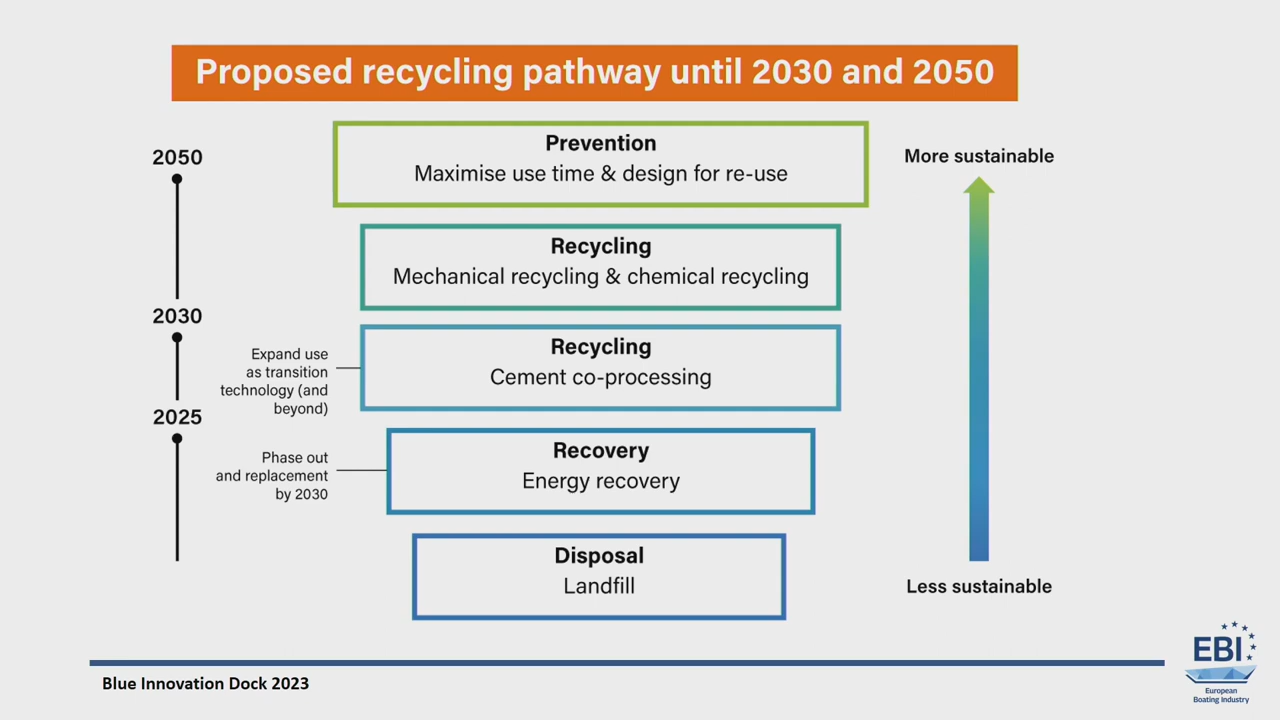 Proposed recycling pathway until 2030 and 2050
2050
Prevention
Maximise use time & design for re-use
More sustainable
Recycling
Mechanical recycling & chemical recycling
2030
Expand use
as transition
technology (and
beyond)
Recycling
Cement co-processing
2025
Phase out
and replacement
by 2030
Recovery
Energy recovery
Disposal
Landfill
Less sustainable
Blue Innovation Dock 2023
EBI
European
Boating Industry